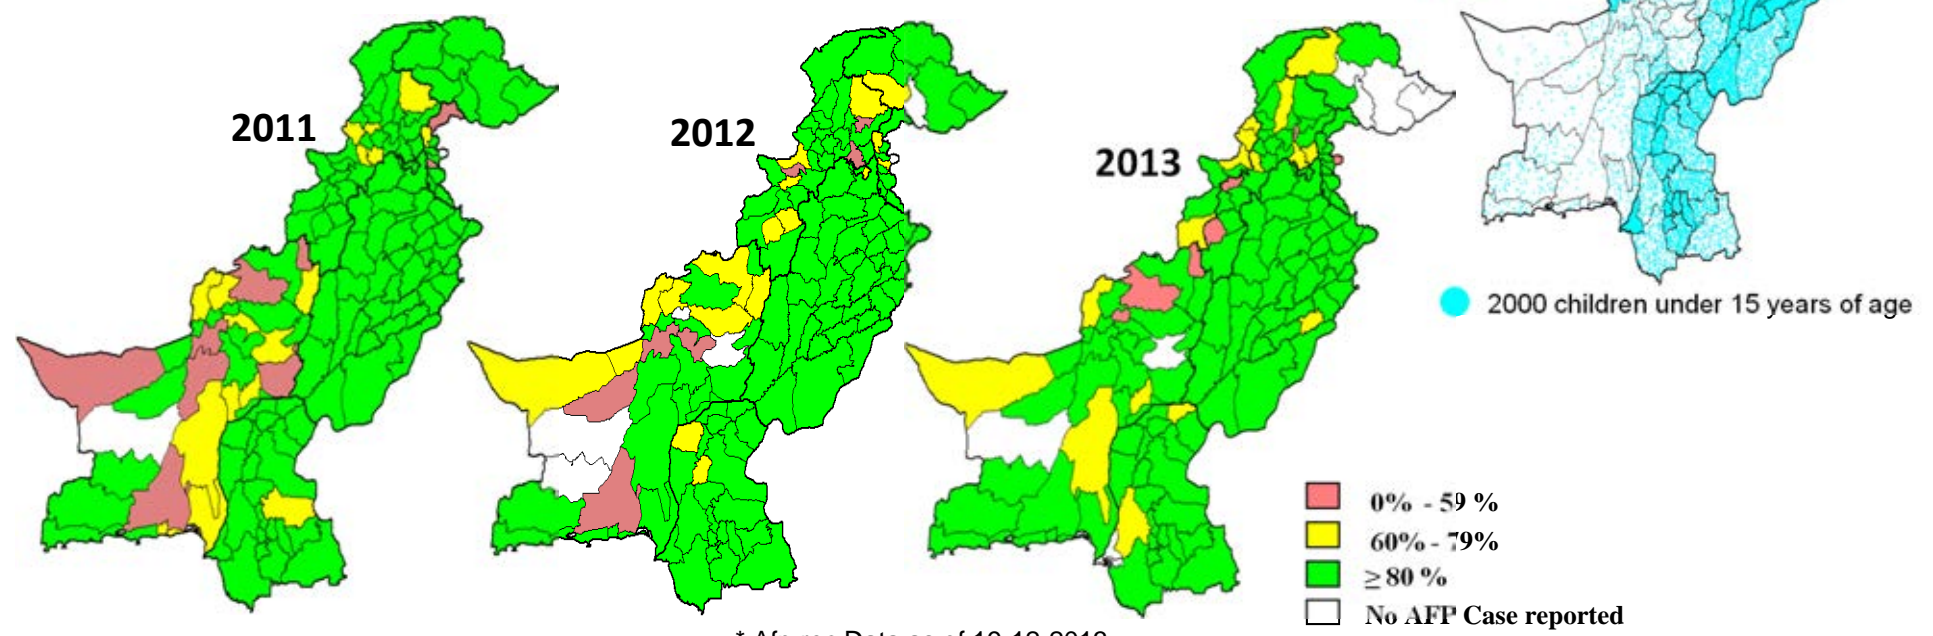 2011
2012
2013
2000 children under 15 years of age
0% - 59 %
60% - 79%
≥ 80 %
No AFP Case reported